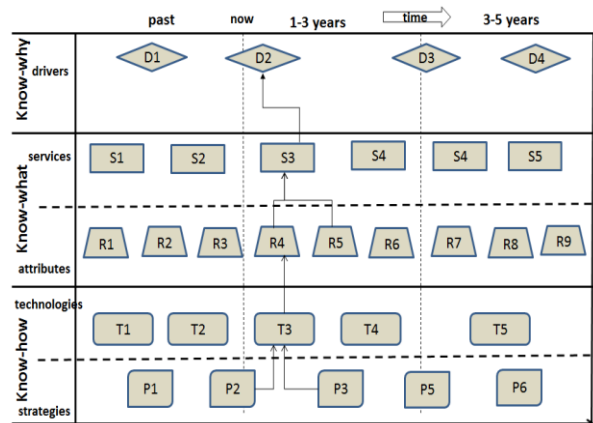 past now 1-3 years time 3-5 years
Know-why
drivers
D1 D2 D3 D4
Know-what
services
S1 S2 S3 S4 S4 S5
R1 R2 R3 R4 R5 R6 R7 R8 R9
attributes
Know-how
technologies
T1 T2 T3 T4 T5
P1 P2 P3 P5 P6
strategies